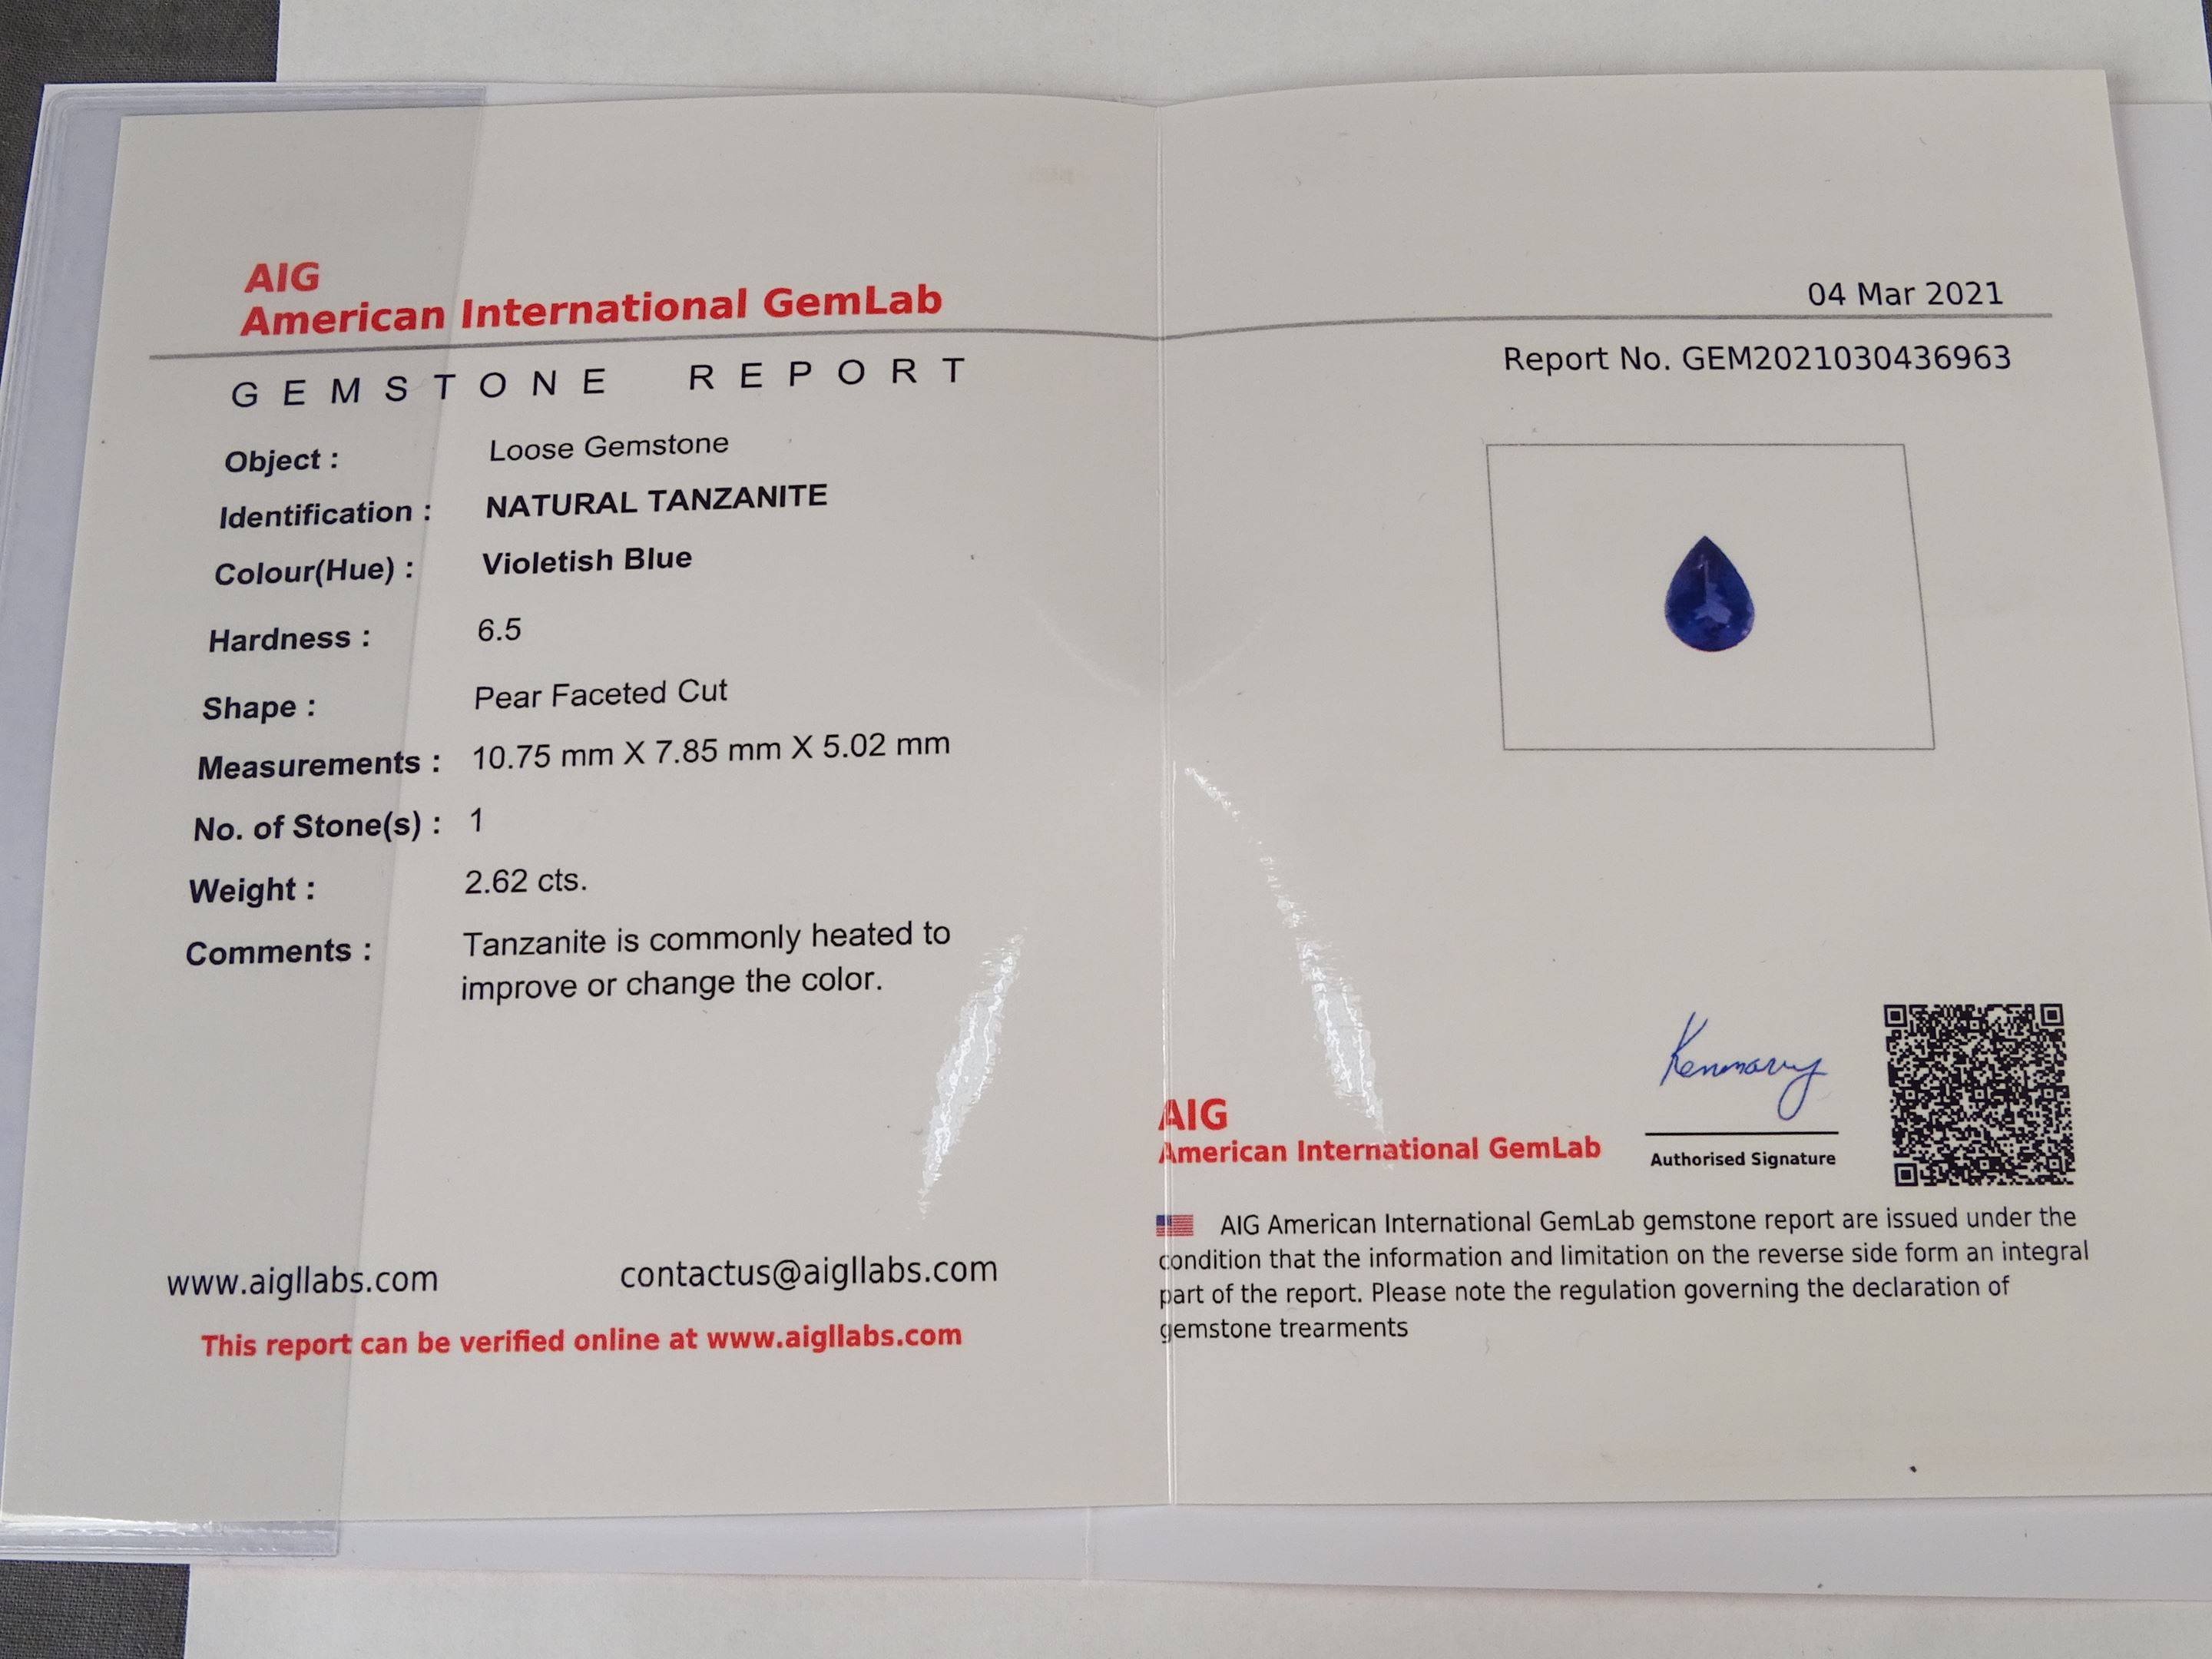 AIG
American International GemLab
GEMSTONE REPORT
Object : Loose Gemstone
Identification : NATURAL TANZANITE
Colour(Hue) : Violetish Blue
Hardness : 6.5
Shape : Pear Faceted Cut
Measurements : 10.75 mm X 7.85 mm X 5.02 mm
No. of Stone(s) : 1
Weight : 2.62 cts.
Comments : Tanzanite is commonly heated to
improve or change the color.
www.aigllabs.com contactus@aigllabs.com
This report can be verified online at www.aigllabs.com
04 Mar 2021
Report No. GEM2021030436963
AIG
American International GemLab
Authorised Signature
AIG American International GemLab gemstone report are issued under the
condition that the information and limitation on the reverse side form an integral
part of the report. Please note the regulation governing the declaration of
gemstone trearments